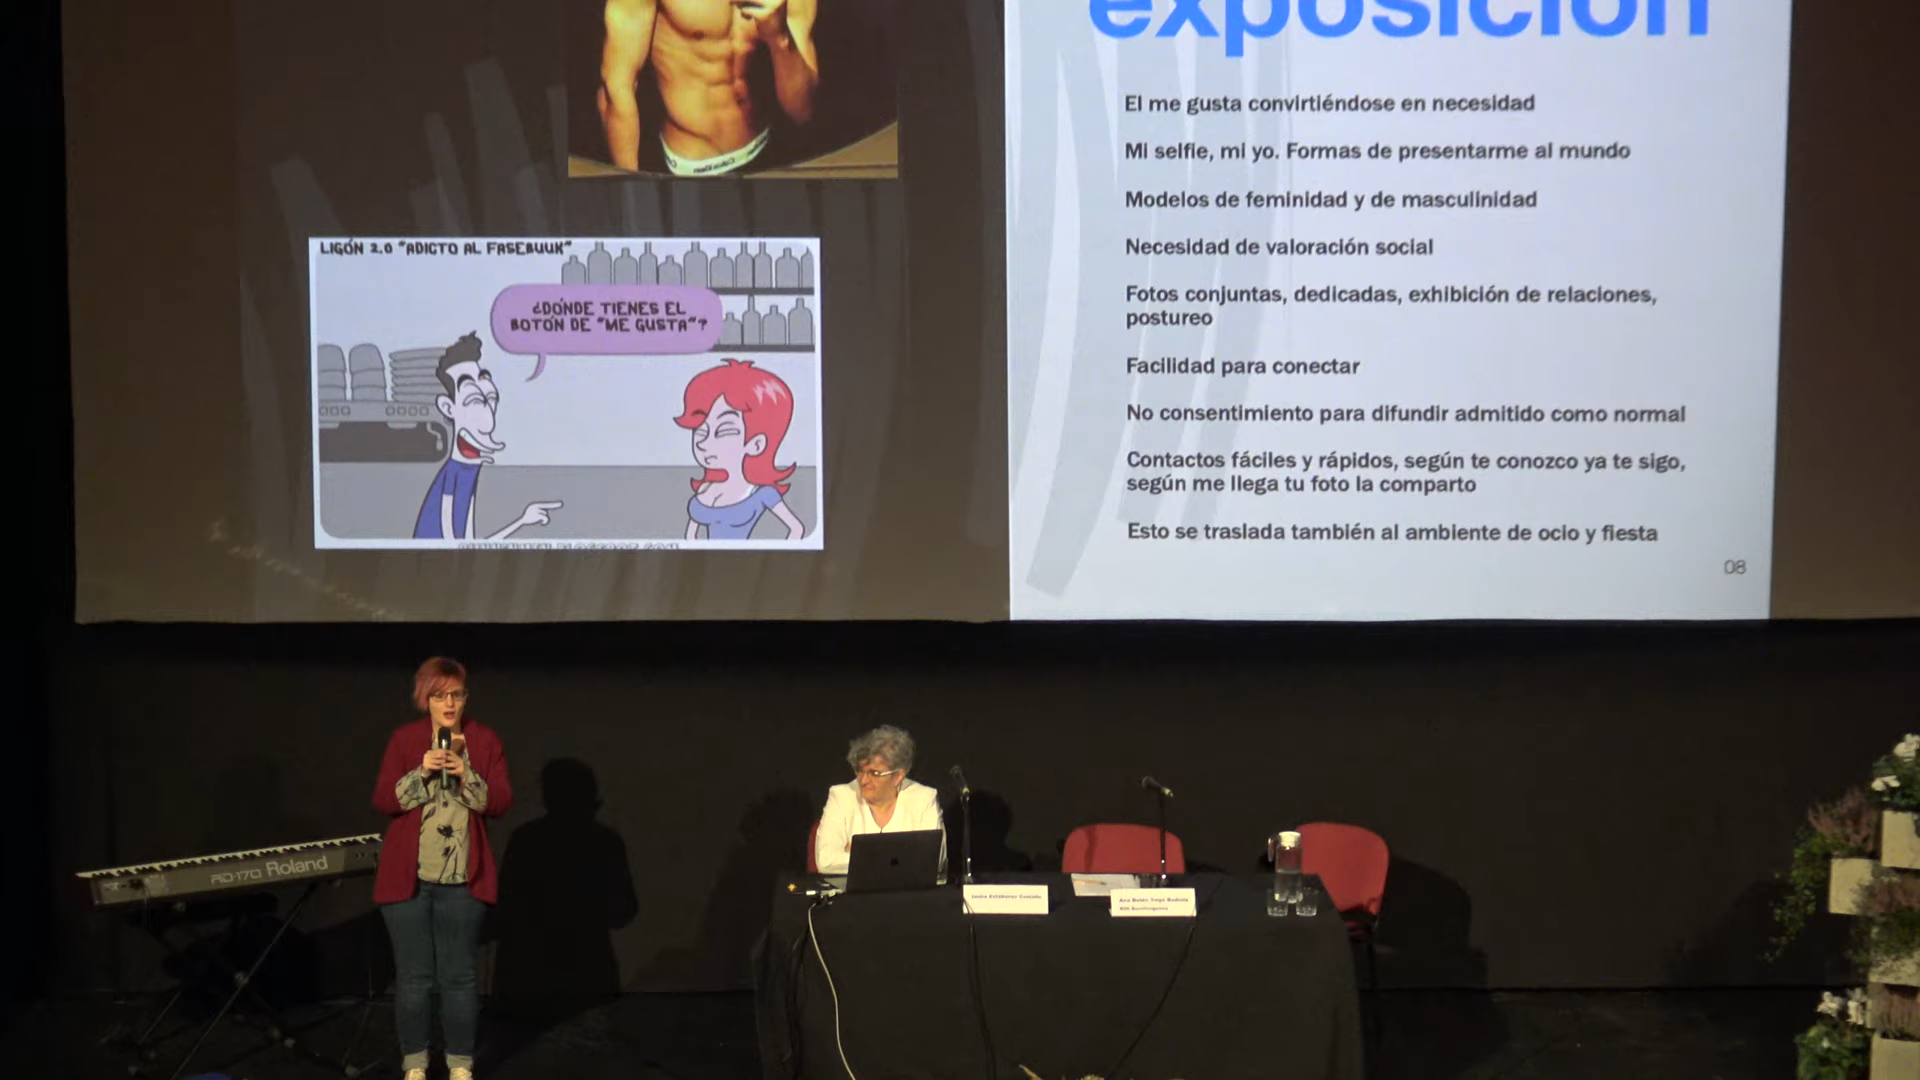 exposición
El me gusta convirtiéndose en necesidad
Mi selfie, mi yo. Formas de presentarme al mundo
Modelos de feminidad y de masculinidad
Necesidad de valoración social
Fotos conjuntas, dedicadas, exhibición de relaciones,
postureo
Facilidad para conectar
No consentimiento para difundir admitido como normal
Contactos fáciles y rápidos, según te conozco ya te sigo,
según me llega tu foto la comparto
Esto se traslada también al ambiente de ocio y fiesta
08
LIGÓN 2.0 "ADICTO AL FASEBUUK"
¿DÓNDE TIENES EL
BOTÓN DE "ME GUSTA"?
RD-170 Roland
Ana Belén